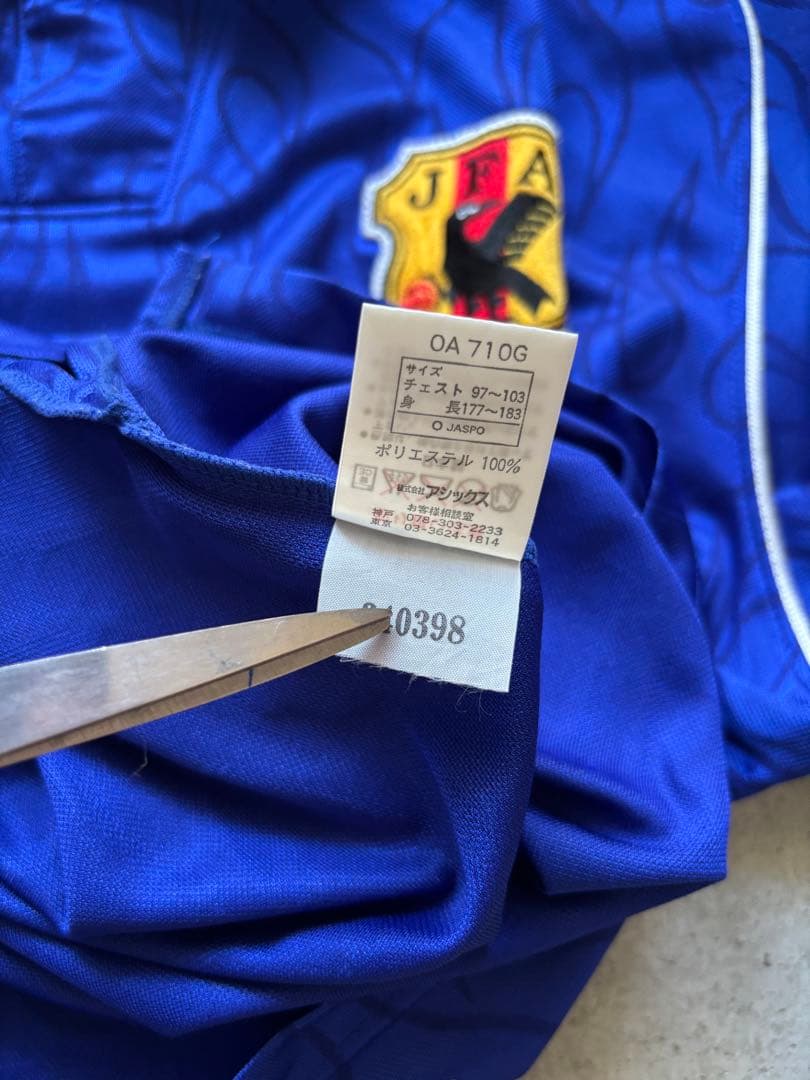 JFA
OA 710G
サイズ
チェスト 97～103
身 長177～183
O JASPO
ポリエステル 100%
株式会社 アシックス
お客様相談室
神戸 078-303-2233
東京 03-3624-1814
40398